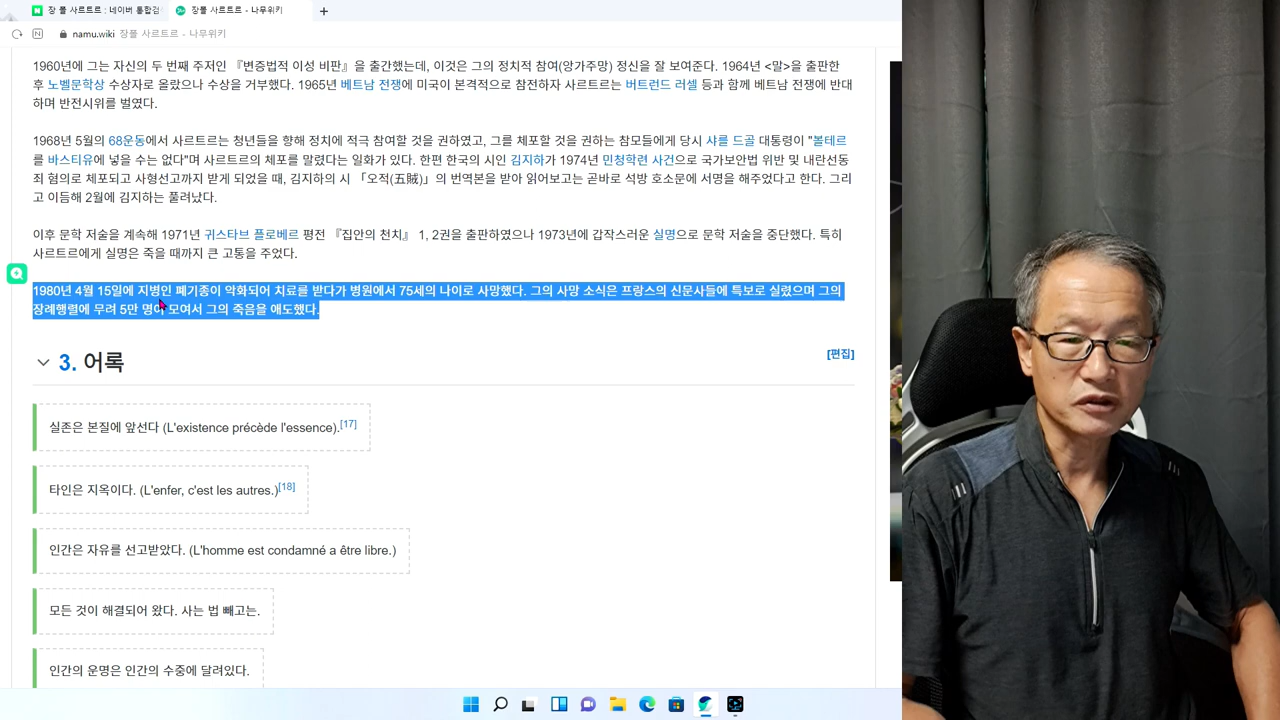 장 폴 사르트르 : 네이버 통합검
장폴 사르트르 - 나무위키
namu.wiki 장폴 사르트르 - 나무위키
1960년에 그는 자신의 두 번째 주저인 『변증법적 이성 비판』을 출간했는데, 이것은 그의 정치적 참여(앙가주망) 정신을 잘 보여준다. 1964년 <말>을 출판한
후 노벨문학상 수상자로 올랐으나 수상을 거부했다. 1965년 베트남 전쟁에 미국이 본격적으로 참전하자 사르트르는 버트런드 러셀 등과 함께 베트남 전쟁에 반대
하며 반전시위를 벌였다.
1968년 5월의 68운동에서 사르트르는 청년들을 향해 정치에 적극 참여할 것을 권하였고, 그를 체포할 것을 권하는 참모들에게 당시 샤를 드골 대통령이 "볼테르
를 바스티유에 넣을 수는 없다"며 사르트르의 체포를 말렸다는 일화가 있다. 한편 한국의 시인 김지하가 1974년 민청학련 사건으로 국가보안법 위반 및 내란선동
죄 혐의로 체포되고 사형선고까지 받게 되었을 때, 김지하의 시 「오적(五賊)」의 번역본을 받아 읽어보고는 곧바로 석방 호소문에 서명을 해주었다고 한다. 그리
고 이듬해 2월에 김지하는 풀려났다.
이후 문학 저술을 계속해 1971년 귀스타브 플로베르 평전 『집안의 천치』 1, 2권을 출판하였으나 1973년에 갑작스러운 실명으로 문학 저술을 중단했다. 특히
사르트르에게 실명은 죽을 때까지 큰 고통을 주었다.
1980년 4월 15일에 지병인 폐기종이 악화되어 치료를 받다가 병원에서 75세의 나이로 사망했다. 그의 사망 소식은 프랑스의 신문사들에 특보로 실렸으며 그의
장례행렬에 무려 5만 명이 모여서 그의 죽음을 애도했다.
3. 어록
[편집]
실존은 본질에 앞선다 (L'existence précède l'essence).[17]
타인은 지옥이다. (L'enfer, c'est les autres.)[18]
인간은 자유를 선고받았다. (L'homme est condamné a être libre.)
모든 것이 해결되어 왔다. 사는 법 빼고는.
인간의 운명은 인간의 수중에 달려있다.